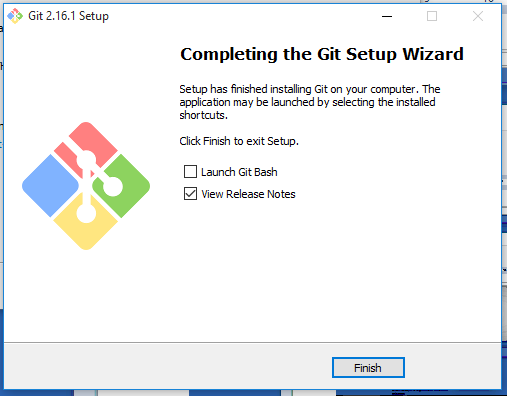 Git 2.16.1 Setup
Completing the Git Setup Wizard
Setup has finished installing Git on your computer. The
application may be launched by selecting the installed
shortcuts.
Click Finish to exit Setup.
Launch Git Bash
View Release Notes
Finish